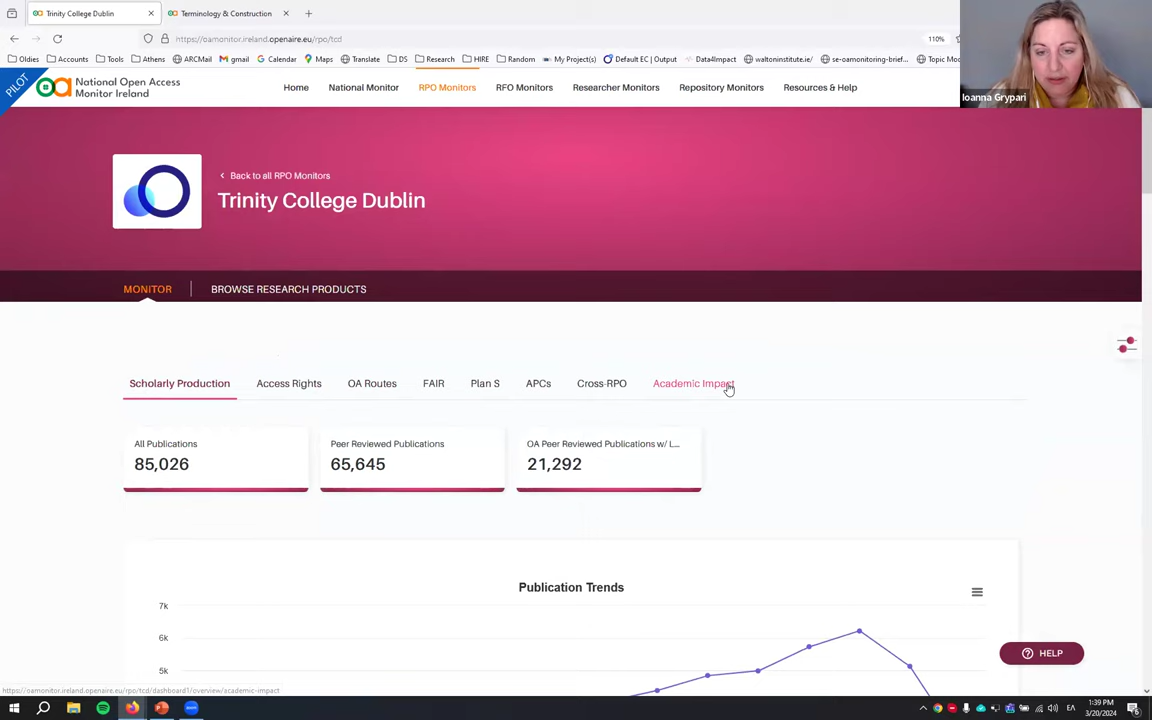 Trinity College Dublin
Terminology & Construction
https://oamonitor.ireland.openaire.eu/rpo/tcd
110%
Oldies
Accounts
Tools
Athens
ARCMail
gmail
Calendar
Maps
Translate
DS
Research
HIRE
Random
My Project(s)
Default EC | Output
Data4Impact
waltoninstitute.ie/
se-oamonitoring-brief...
Topic Mod
PILOT
National Open Access
Monitor Ireland
Home
National Monitor
RPO Monitors
RFO Monitors
Researcher Monitors
Repository Monitors
Resources & Help
Ioanna Grypari
Back to all RPO Monitors
Trinity College Dublin
MONITOR
BROWSE RESEARCH PRODUCTS
Scholarly Production
Access Rights
OA Routes
FAIR
Plan S
APCs
Cross-RPO
Academic Impact
All Publications
85,026
Peer Reviewed Publications
65,645
OA Peer Reviewed Publications w/ L...
21,292
Publication Trends
7k
6k
5k
HELP
https://oamonitor.ireland.openaire.eu/rpo/tcd/dashboard1/overview/academic-impact
ΕΛ
1:39 PM
3/20/2024